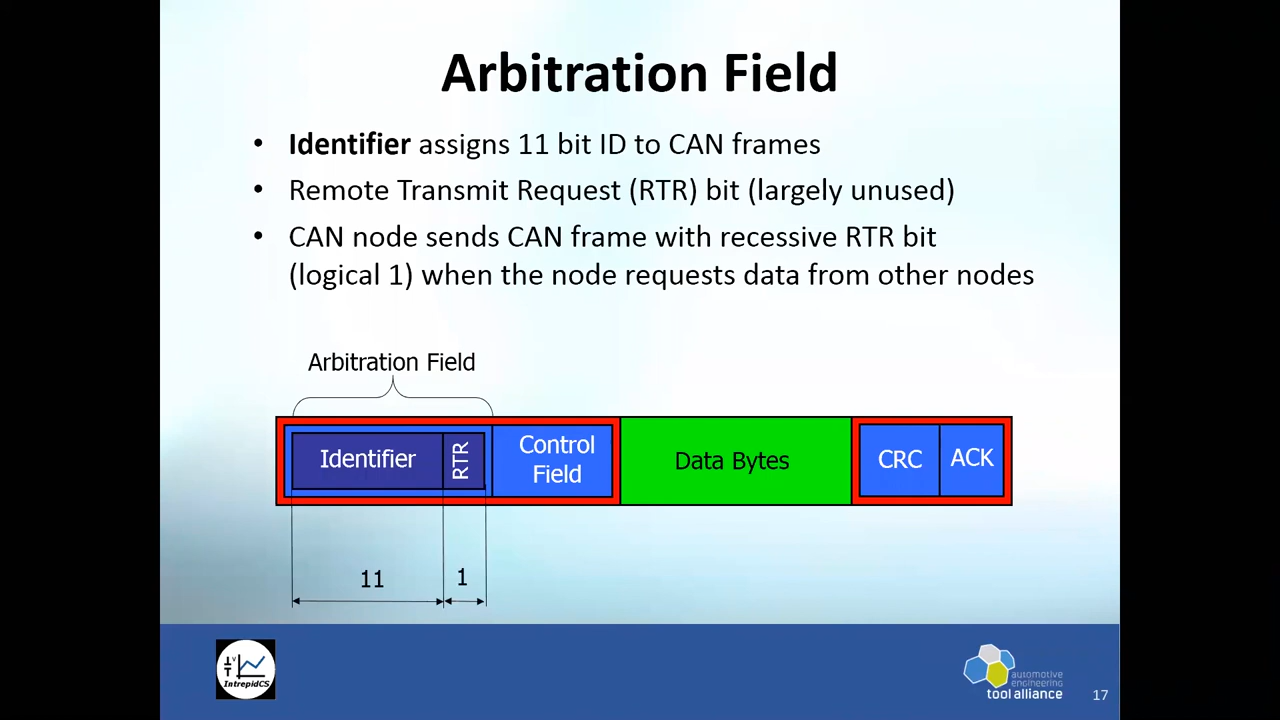 Arbitration Field
• Identifier assigns 11 bit ID to CAN frames
• Remote Transmit Request (RTR) bit (largely unused)
• CAN node sends CAN frame with recessive RTR bit
(logical 1) when the node requests data from other nodes
Arbitration Field
Identifier
RTR
Control
Field
Data Bytes
CRC
ACK
11
1
IntrepidCS
automotive
engineering
tool alliance
17